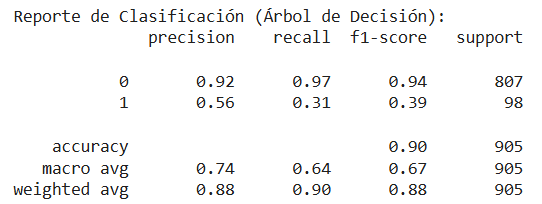 Reporte de Clasificación (Árbol de Decisión):
precision recall f1-score support
0 0.92 0.97 0.94 807
1 0.56 0.31 0.39 98
accuracy 0.90 905
macro avg 0.74 0.64 0.67 905
weighted avg 0.88 0.90 0.88 905